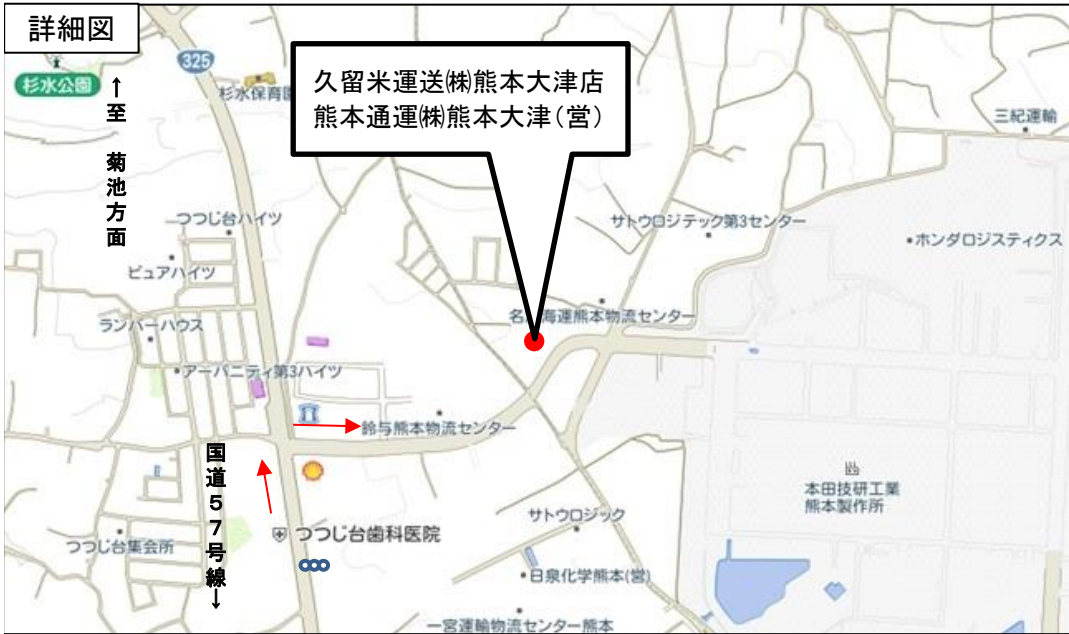 詳細図
杉水公園
↑至 菊池方面
325
杉水保育園
久留米運送㈱熊本大津店
熊本通運㈱熊本大津(営)
三紀運輸
つつじ台ハイツ
サトウロジテック第3センター
ホンダロジスティクス
ピュアハイツ
ランバーハウス
海運熊本物流センター
アーバニティ第3ハイツ
鈴与熊本物流センター
国道57号線↓
本田技研工業
熊本製作所
サトウロジック
つつじ台歯科医院
つつじ台集会所
日泉化学熊本(営)
一宮運輸物流センター熊本